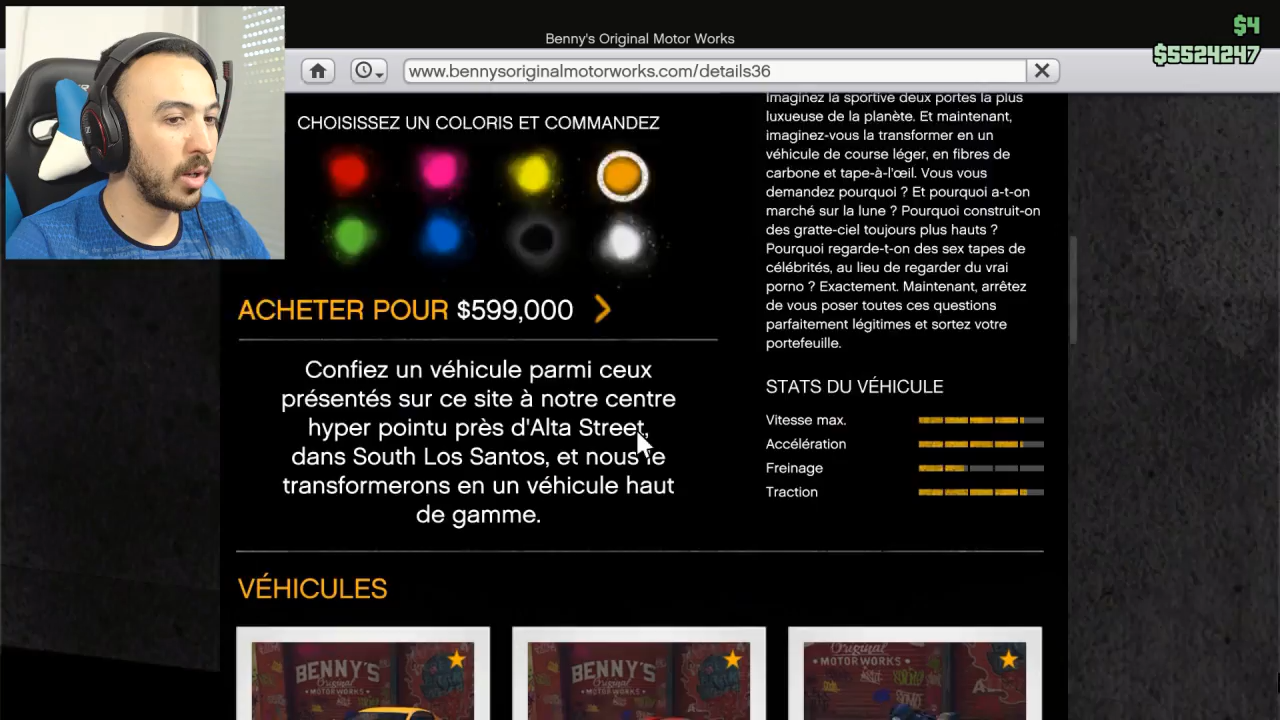 $4
$5524247
Benny's Original Motor Works
www.bennysoriginalmotorworks.com/details36
CHOISISSEZ UN COLORIS ET COMMANDEZ
ACHETER POUR $599,000
Confiez un véhicule parmi ceux
présentés sur ce site à notre centre
hyper pointu près d'Alta Street,
dans South Los Santos, et nous le
transformerons en un véhicule haut
de gamme.
Imaginez la sportive deux portes la plus
luxueuse de la planète. Et maintenant,
imaginez-vous la transformer en un
véhicule de course léger, en fibres de
carbone et tape-à-l'œil. Vous vous
demandez pourquoi ? Et pourquoi a-t-on
marché sur la lune ? Pourquoi construit-on
des gratte-ciel toujours plus hauts ?
Pourquoi regarde-t-on des sex tapes de
célébrités, au lieu de regarder du vrai
porno ? Exactement. Maintenant, arrêtez
de vous poser toutes ces questions
parfaitement légitimes et sortez votre
portefeuille.
STATS DU VÉHICULE
Vitesse max.
Accélération
Freinage
Traction
VÉHICULES
BENNY'S
Original
MOTORWORKS
BENNY'S
Original
MOTORWORKS
Original
MOTORWORKS